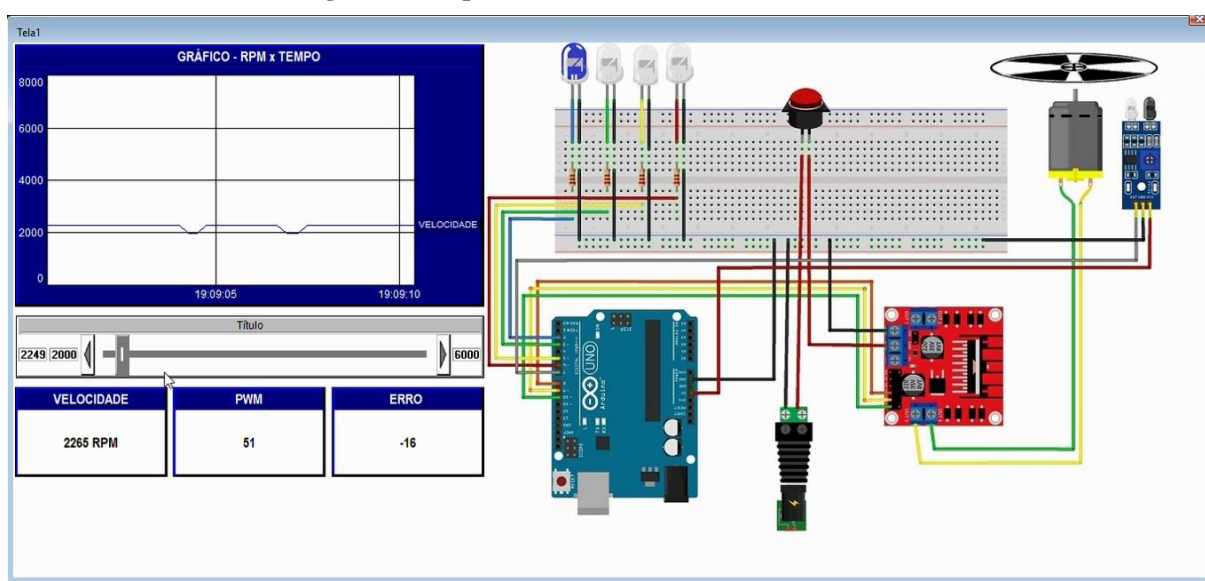 Tela1
GRÁFICO - RPM x TEMPO
8000
6000
4000
2000
0
VELOCIDADE
19:09:05
19:09:10
Título
2249
2000
6000
VELOCIDADE
PWM
ERRO
2265 RPM
51
-16
UNO
Arduino